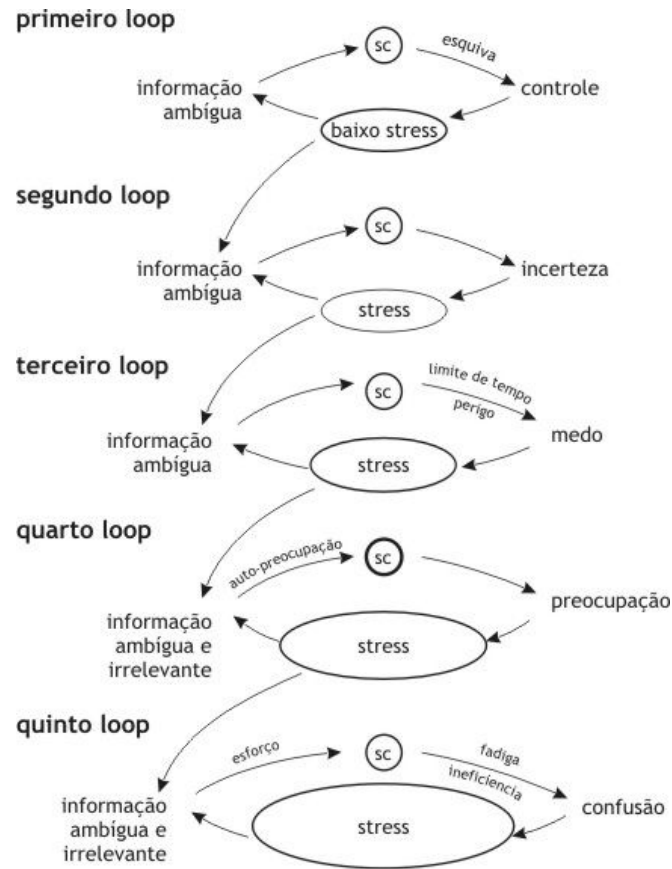 primeiro loop
sc
esquiva
informação
ambígua
controle
baixo stress
segundo loop
sc
informação
ambígua
incerteza
stress
terceiro loop
sc
limite de tempo
perigo
informação
ambígua
medo
stress
quarto loop
auto-preocupação
sc
preocupação
informação
ambígua e
irrelevante
stress
quinto loop
esforço
sc
fadiga
ineficiencia
informação
ambígua e
irrelevante
stress
confusão